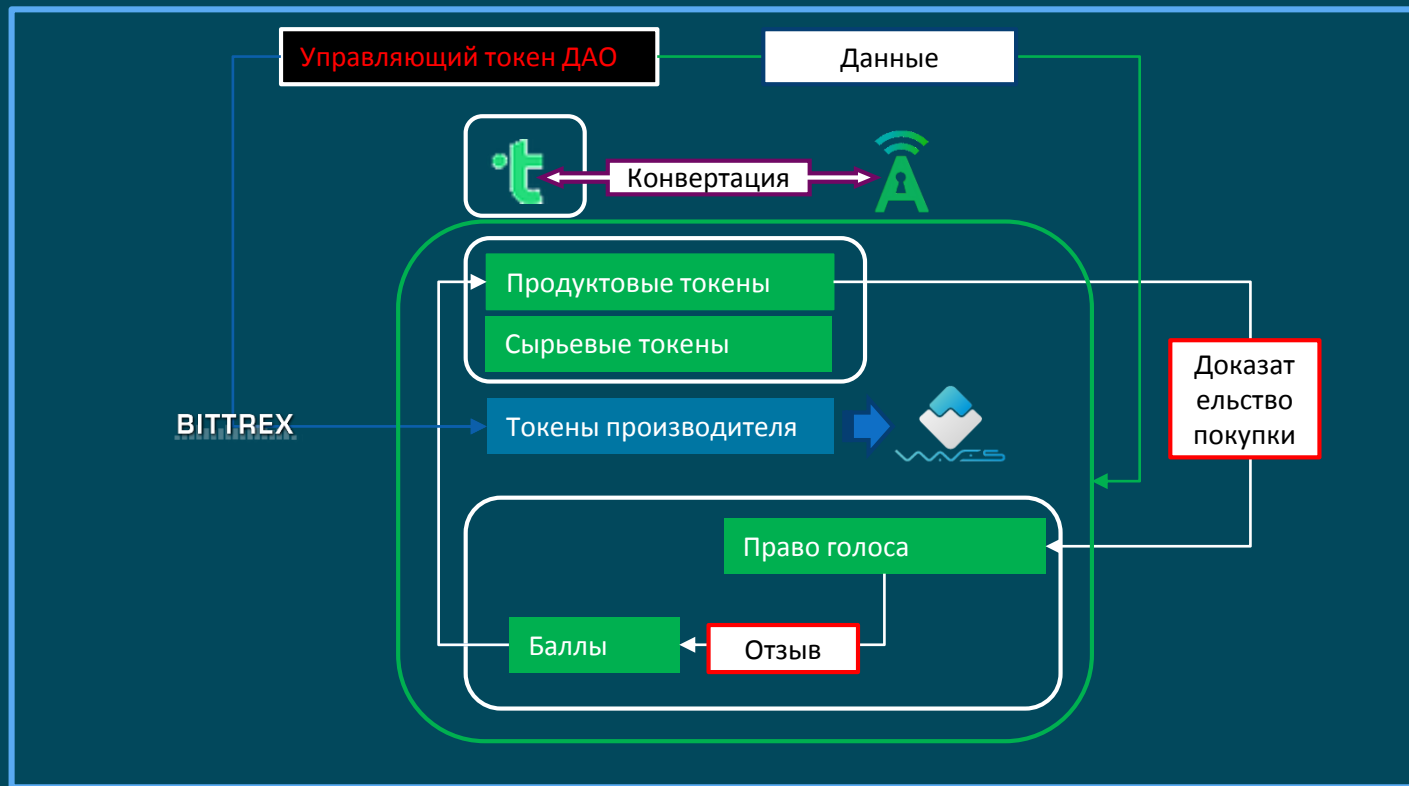 Управляющий токен ДАО
Данные
Конвертация
Продуктовые токены
Сырьевые токены
Доказат
ельство
покупки
BITTREX
Токены производителя
WAVES
Право голоса
Баллы
Отзыв